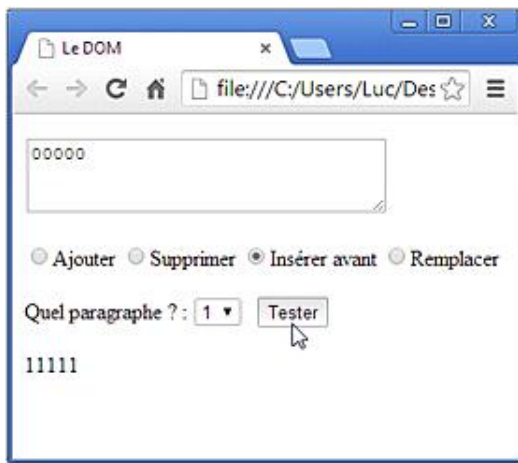 Le DOM
file:///C:/Users/Luc/Des
00000
Ajouter Supprimer Insérer avant Remplacer
Quel paragraphe ? : 1 Tester
11111